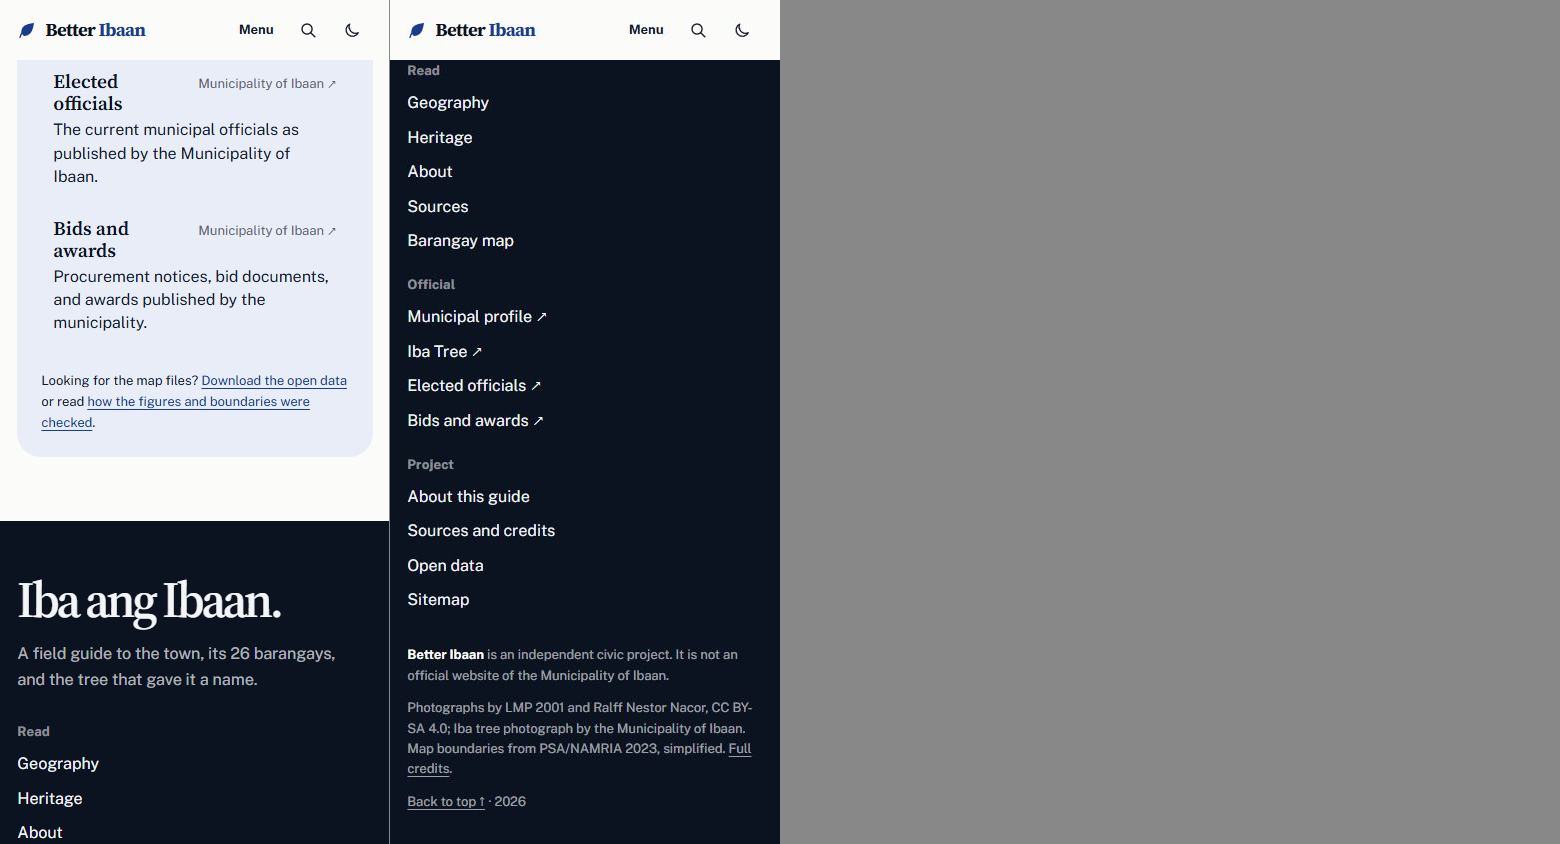 Better Ibaan
Menu
Elected
officials
Municipality of Ibaan ↗
The current municipal officials as
published by the Municipality of
Ibaan.
Bids and
awards
Municipality of Ibaan ↗
Procurement notices, bid documents,
and awards published by the
municipality.
Looking for the map files? Download the open data
or read how the figures and boundaries were
checked.
Iba ang Ibaan.
A field guide to the town, its 26 barangays,
and the tree that gave it a name.
Read
Geography
Heritage
About
Better Ibaan
Menu
Read
Geography
Heritage
About
Sources
Barangay map
Official
Municipal profile ↗
Iba Tree ↗
Elected officials ↗
Bids and awards ↗
Project
About this guide
Sources and credits
Open data
Sitemap
Better Ibaan is an independent civic project. It is not an
official website of the Municipality of Ibaan.
Photographs by LMP 2001 and Ralff Nestor Nacor, CC BY-
SA 4.0; Iba tree photograph by the Municipality of Ibaan.
Map boundaries from PSA/NAMRIA 2023, simplified. Full
credits.
Back to top ↑ · 2026